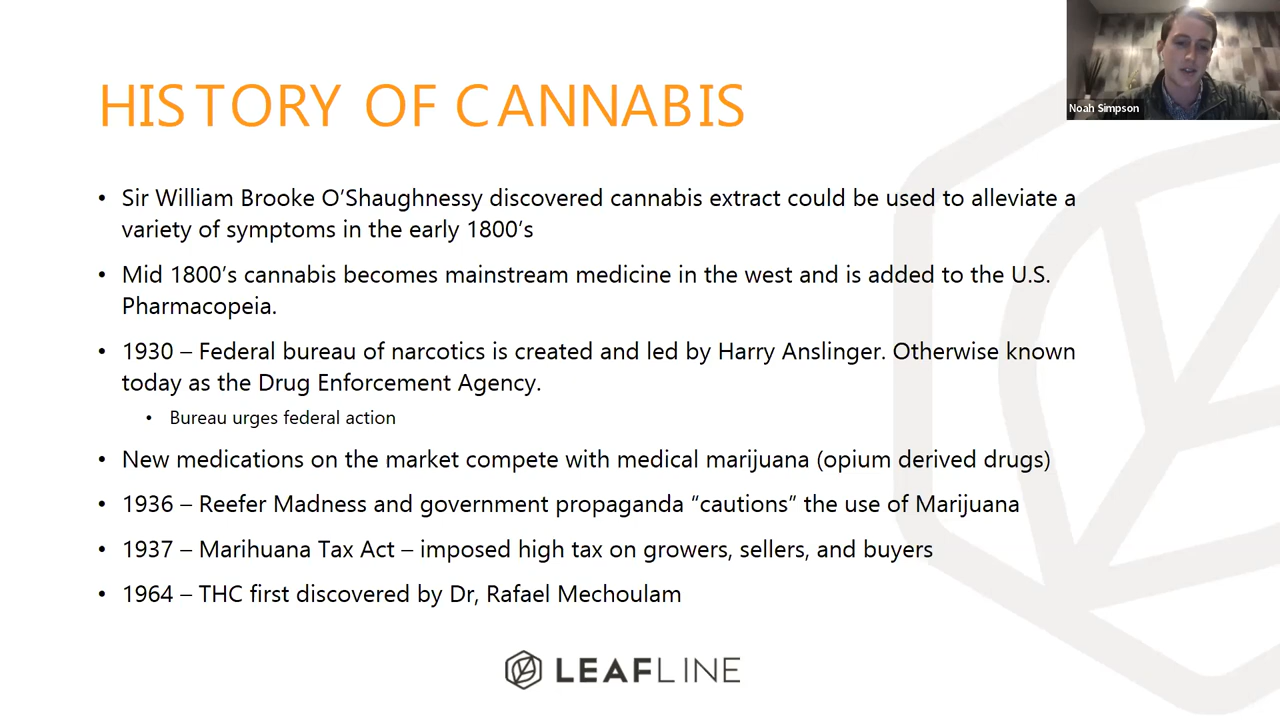 HISTORY OF CANNABIS
Noah Simpson
• Sir William Brooke O’Shaughnessy discovered cannabis extract could be used to alleviate a
variety of symptoms in the early 1800’s
• Mid 1800’s cannabis becomes mainstream medicine in the west and is added to the U.S.
Pharmacopeia.
• 1930 – Federal bureau of narcotics is created and led by Harry Anslinger. Otherwise known
today as the Drug Enforcement Agency.
• Bureau urges federal action
• New medications on the market compete with medical marijuana (opium derived drugs)
• 1936 – Reefer Madness and government propaganda “cautions” the use of Marijuana
• 1937 – Marihuana Tax Act – imposed high tax on growers, sellers, and buyers
• 1964 – THC first discovered by Dr, Rafael Mechoulam
LEAFLINE